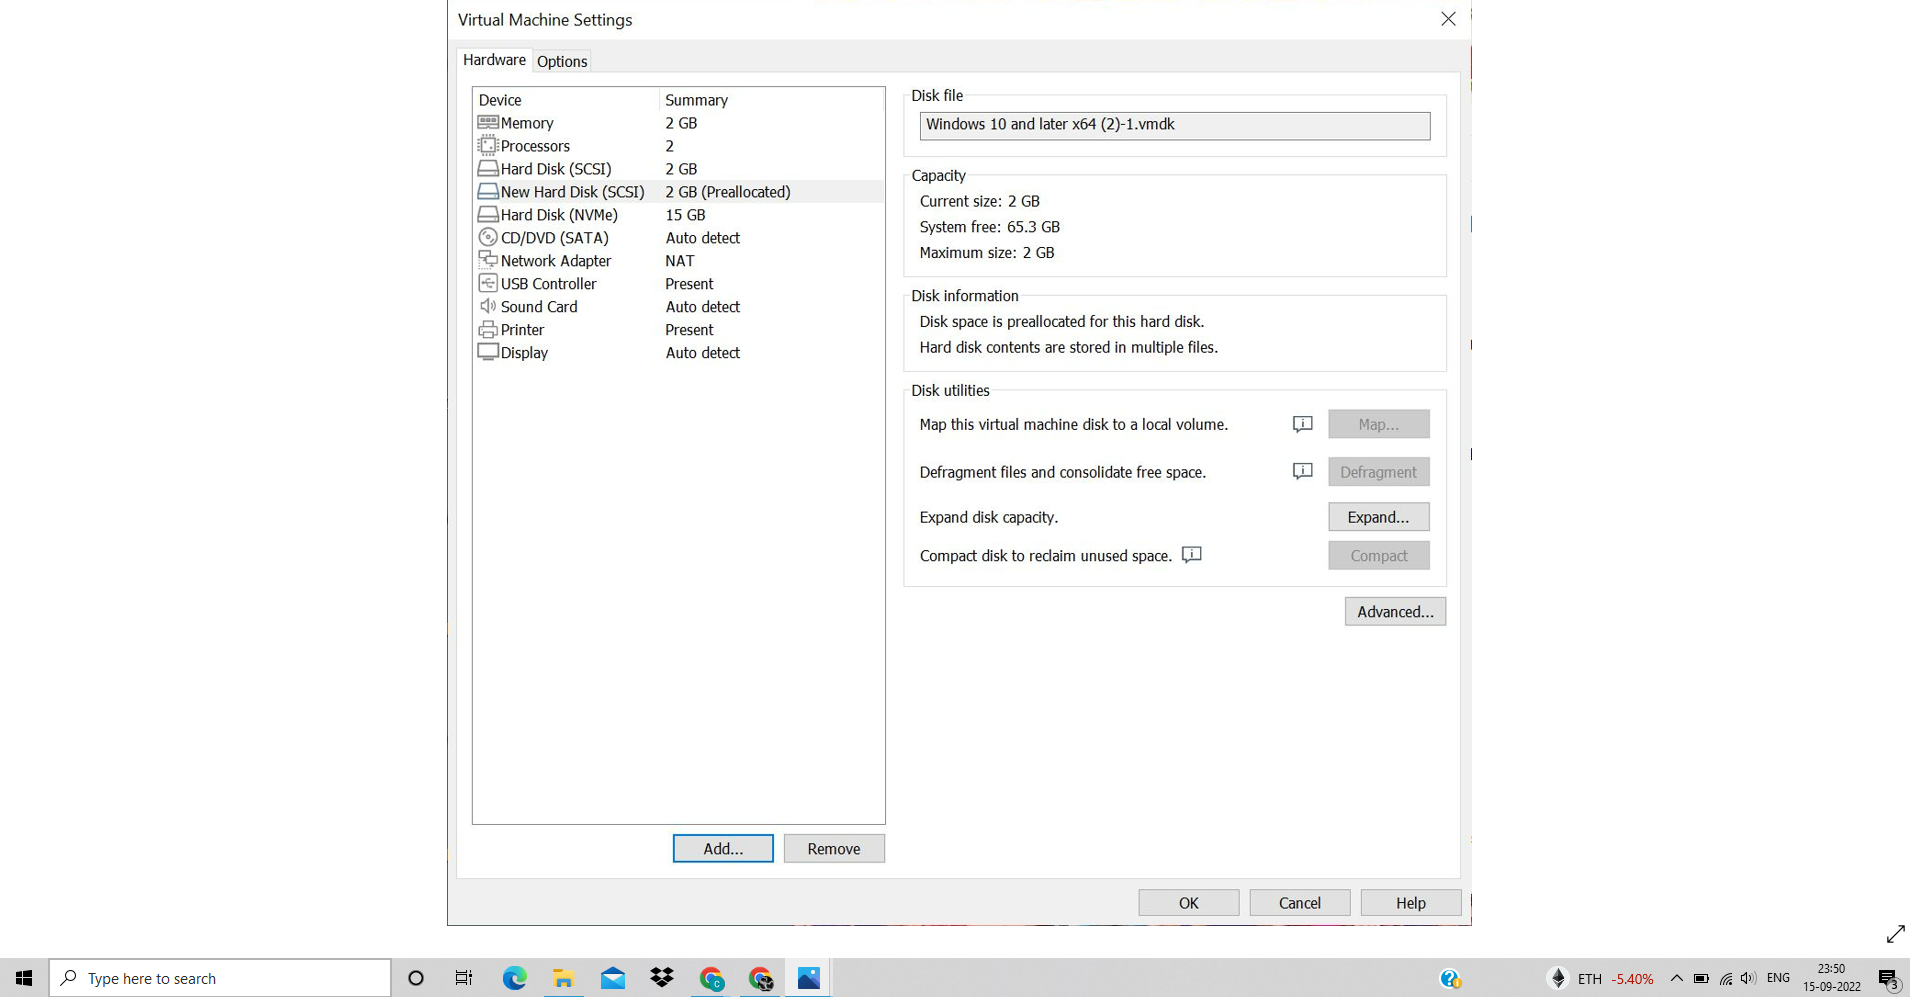 Virtual Machine Settings
Hardware
Options
Device Summary
Memory 2 GB
Processors 2
Hard Disk (SCSI) 2 GB
New Hard Disk (SCSI) 2 GB (Preallocated)
Hard Disk (NVMe) 15 GB
CD/DVD (SATA) Auto detect
Network Adapter NAT
USB Controller Present
Sound Card Auto detect
Printer Present
Display Auto detect
Add...
Remove
Disk file
Windows 10 and later x64 (2)-1.vmdk
Capacity
Current size: 2 GB
System free: 65.3 GB
Maximum size: 2 GB
Disk information
Disk space is preallocated for this hard disk.
Hard disk contents are stored in multiple files.
Disk utilities
Map this virtual machine disk to a local volume. Map...
Defragment files and consolidate free space. Defragment
Expand disk capacity. Expand...
Compact disk to reclaim unused space. Compact
Advanced...
OK
Cancel
Help
Type here to search
ETH -5.40%
ENG
23:50
15-09-2022
3